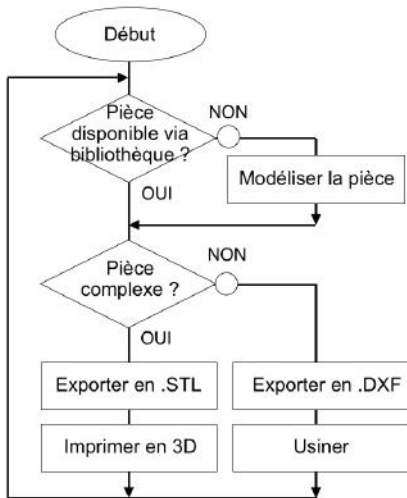 Début
Pièce
disponible via
bibliothèque ?
NON
Modéliser la pièce
OUI
Pièce
complexe ?
NON
OUI
Exporter en .STL
Exporter en .DXF
Imprimer en 3D
Usiner